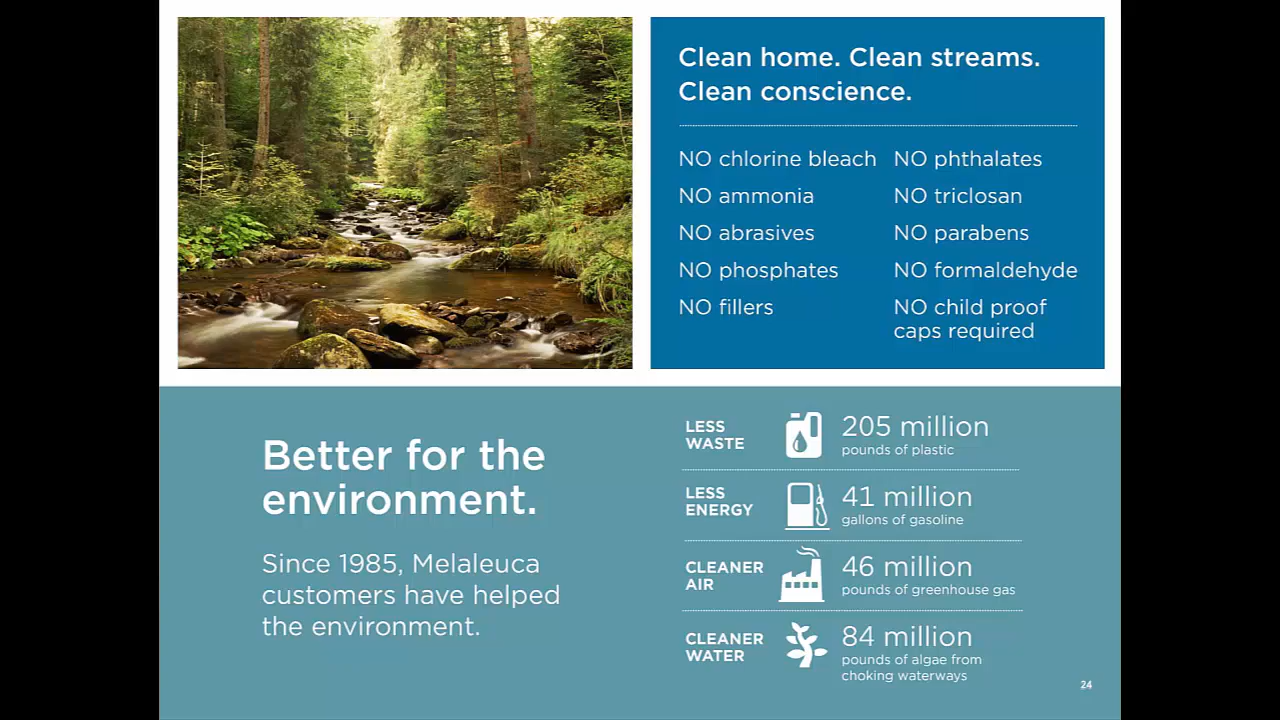 Clean home. Clean streams.
Clean conscience.
NO chlorine bleach
NO ammonia
NO abrasives
NO phosphates
NO fillers
NO phthalates
NO triclosan
NO parabens
NO formaldehyde
NO child proof
caps required
Better for the
environment.
Since 1985, Melaleuca
customers have helped
the environment.
LESS
WASTE
205 million
pounds of plastic
LESS
ENERGY
41 million
gallons of gasoline
CLEANER
AIR
46 million
pounds of greenhouse gas
CLEANER
WATER
84 million
pounds of algae from
choking waterways
24